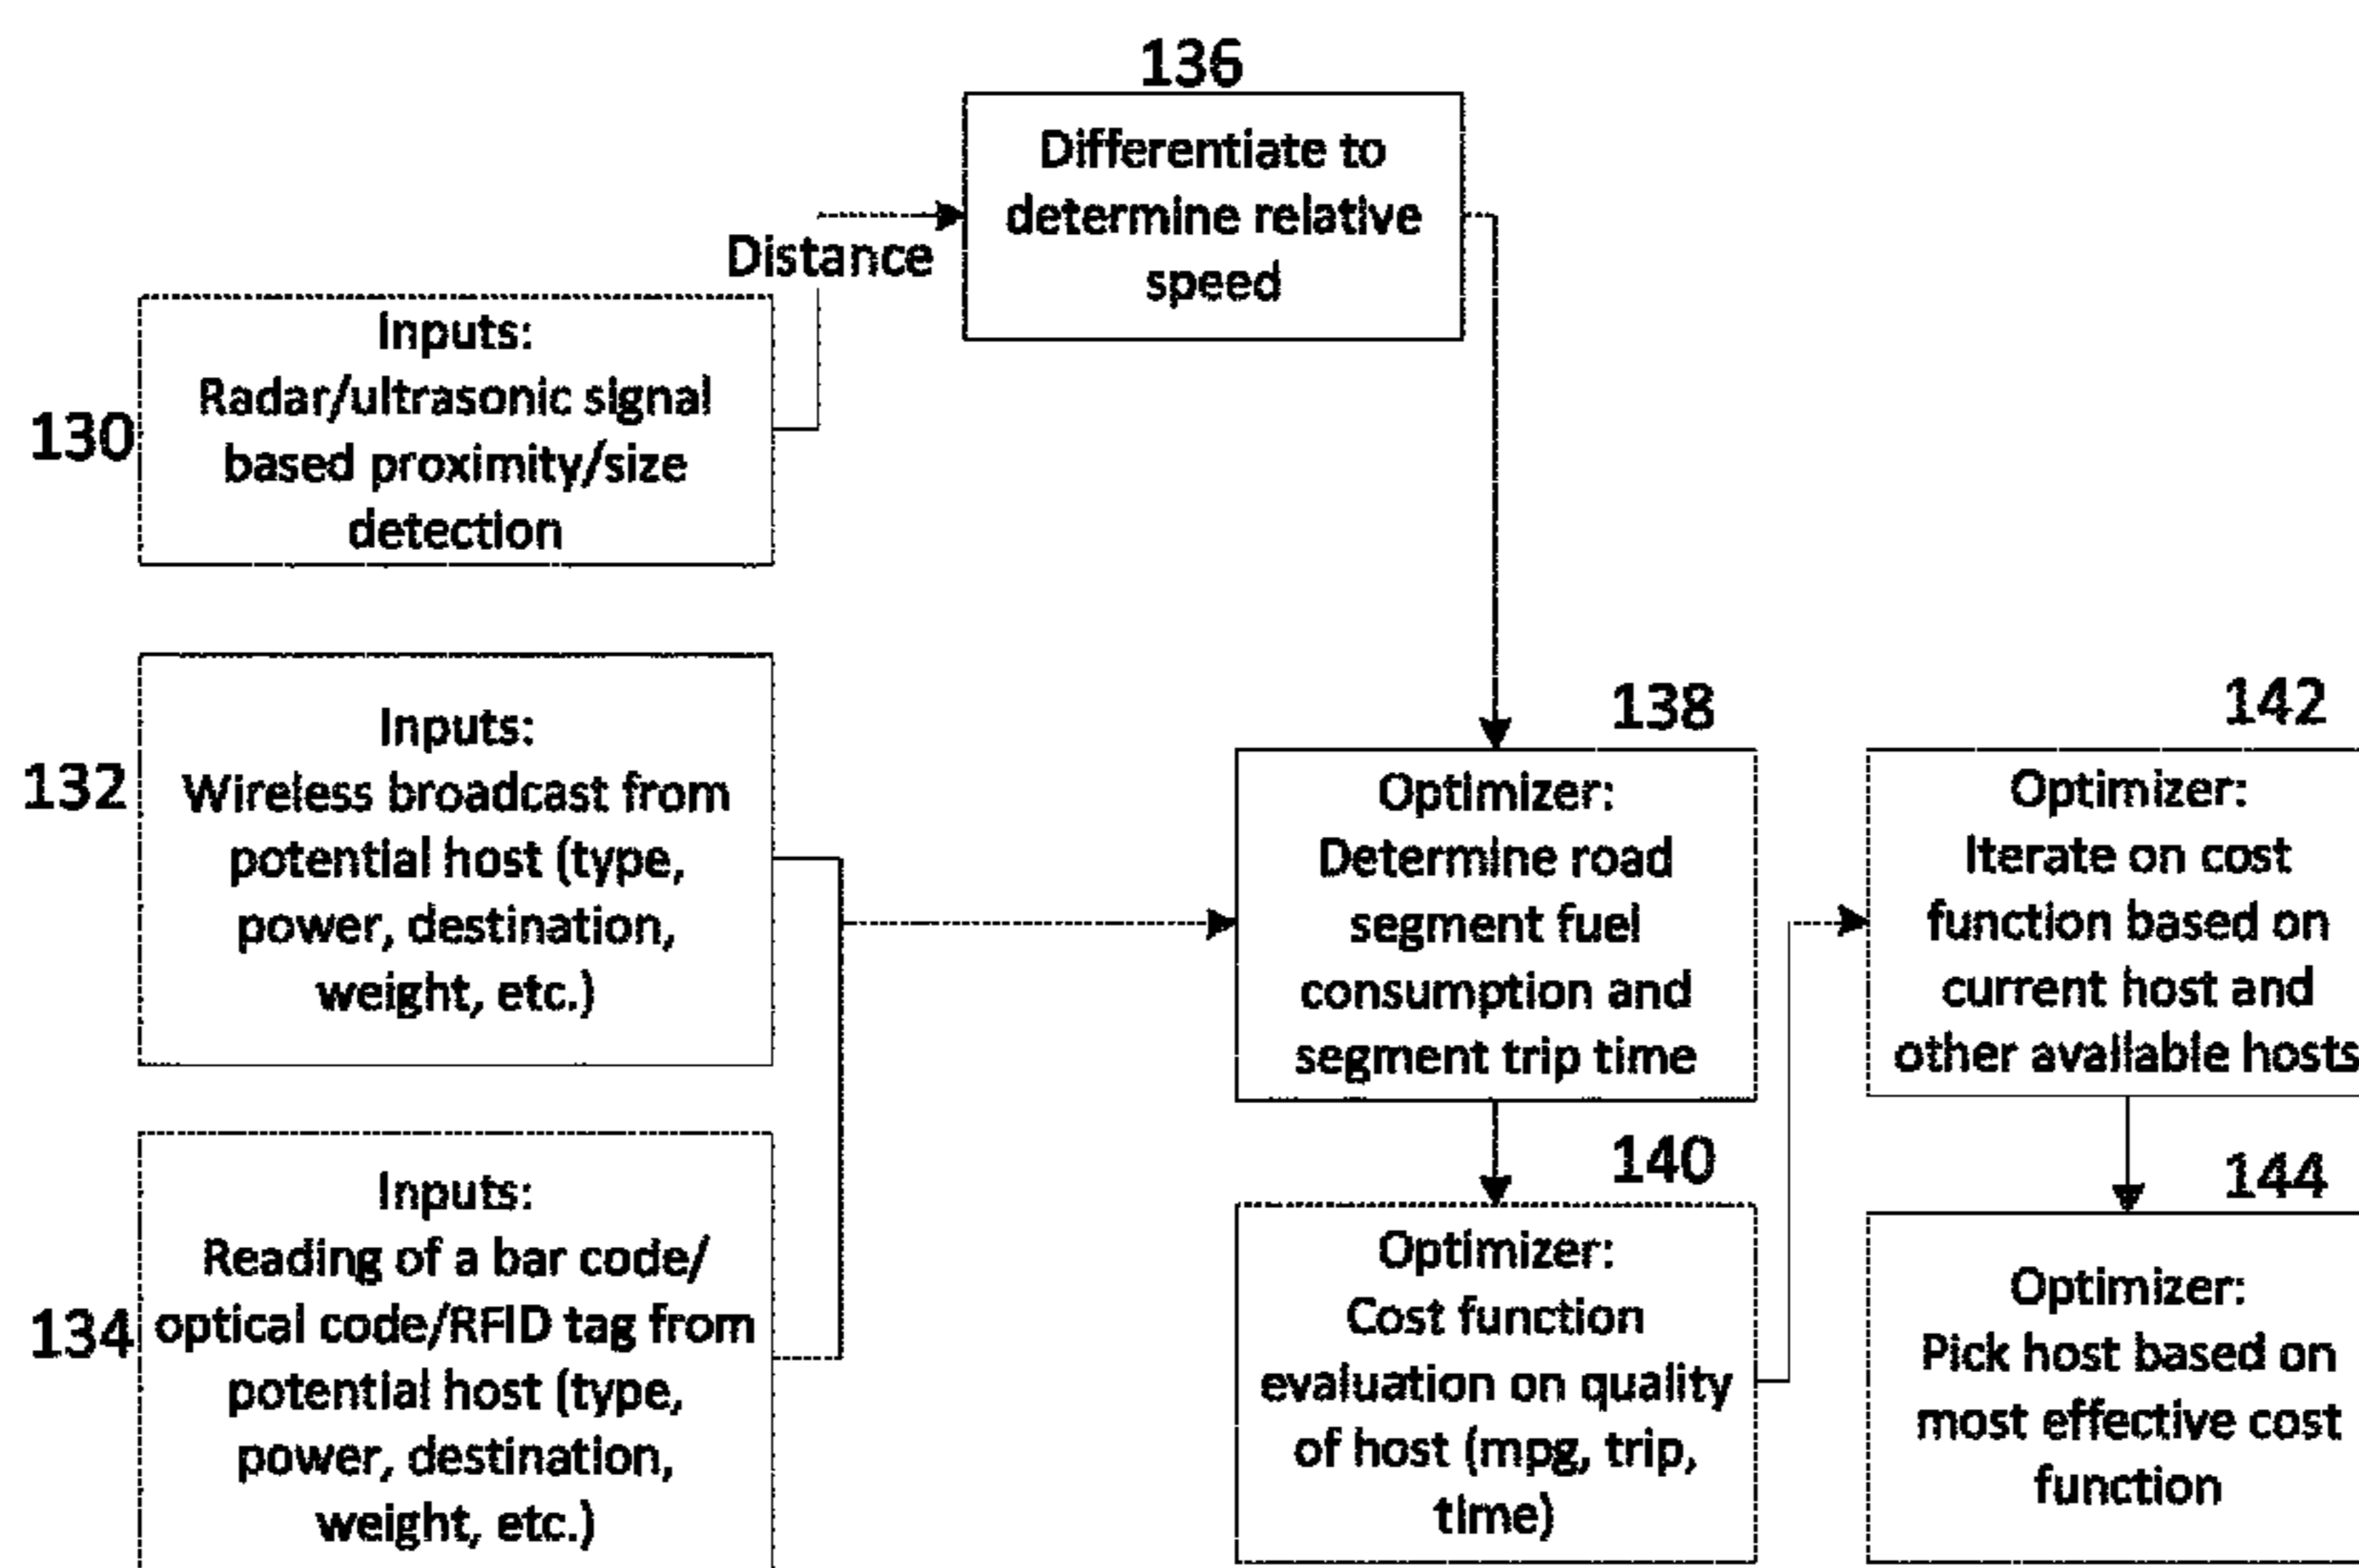 136
Differentiate to
determine relative
speed
Distance
130
Inputs:
Radar/ultrasonic signal
based proximity/size
detection
132
Inputs:
Wireless broadcast from
potential host (type,
power, destination,
weight, etc.)
134
Inputs:
Reading of a bar code/
optical code/RFID tag from
potential host (type,
power, destination,
weight, etc.)
138
Optimizer:
Determine road
segment fuel
consumption and
segment trip time
140
Optimizer:
Cost function
evaluation on quality
of host (mpg, trip,
time)
142
Optimizer:
Iterate on cost
function based on
current host and
other available hosts
144
Optimizer:
Pick host based on
most effective cost
function